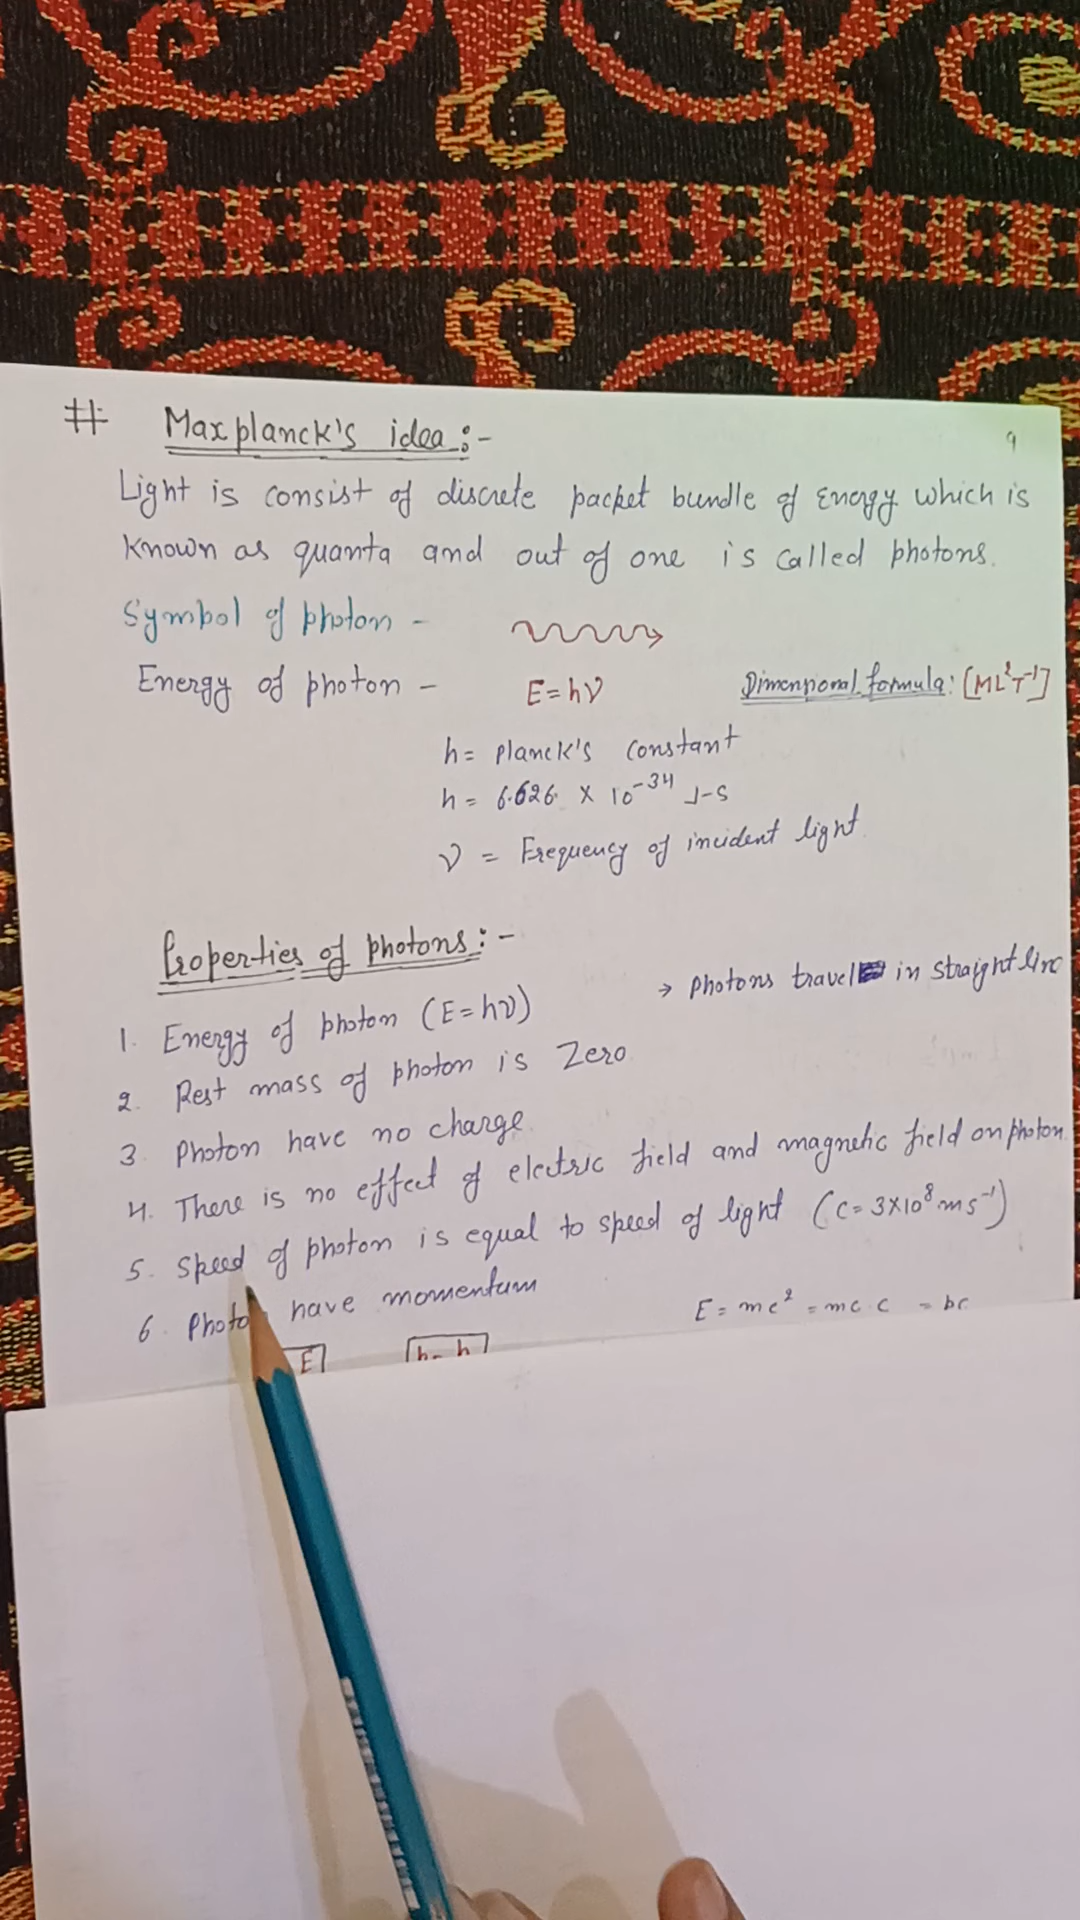 # Max planck's idea :-
9
Light is consist of discrete packet bundle of Energy which is
known as quanta and out of one is called photons.
Symbol of photon -
Energy of photon - E = hν Dimensional formula: [ML²T⁻¹]
h = planck's constant
h = 6.626 × 10⁻³⁴ J-S
ν = Frequency of incident light
Properties of photons :-
→ Photons travel in straight line
1. Energy of photon (E = hν)
2. Rest mass of photon is Zero
3. Photon have no charge
4. There is no effect of electric field and magnetic field on photon
5. Speed of photon is equal to speed of light (c = 3×10⁸ ms⁻¹)
6. Photo have momentum
E = mc² = mc.c = pc
E